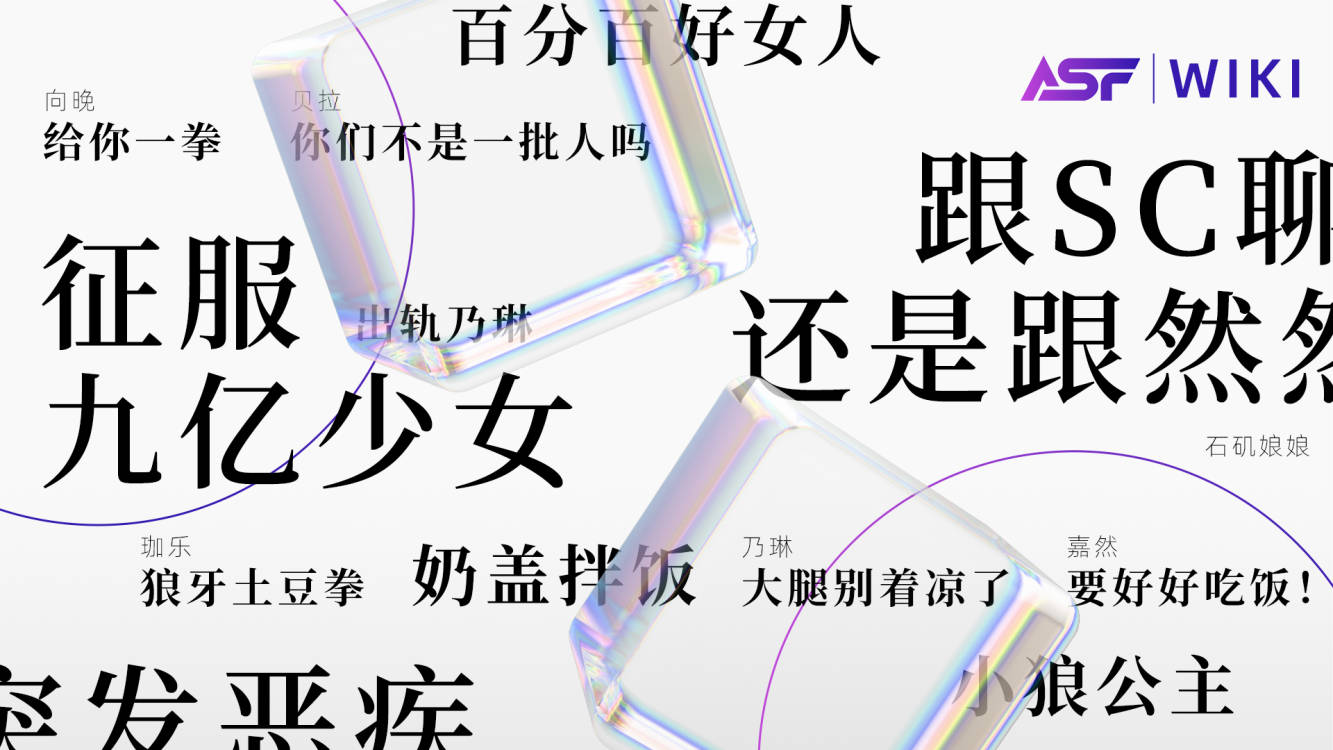 百分百好女人
ASF WIKI
向晚
给你一拳
贝拉
你们不是一批人吗
跟SC聊
还是跟然然
征服
九亿少女
出轨乃琳
石矶娘娘
珈乐
狼牙土豆拳
奶盖拌饭
乃琳
大腿别着凉了
嘉然
要好好吃饭！
小狼公主
突发恶疾